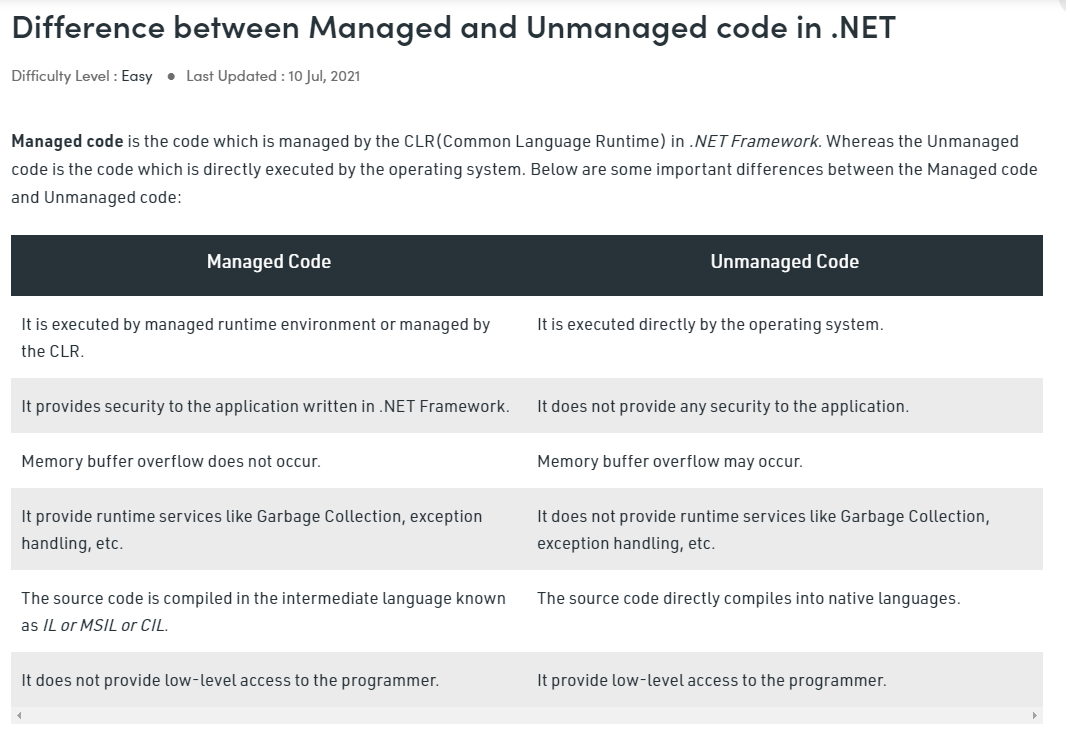 Difference between Managed and Unmanaged code in .NET
Difficulty Level : Easy ● Last Updated : 10 Jul, 2021
Managed code is the code which is managed by the CLR(Common Language Runtime) in .NET Framework. Whereas the Unmanaged
code is the code which is directly executed by the operating system. Below are some important differences between the Managed code
and Unmanaged code:
Managed Code Unmanaged Code
It is executed by managed runtime environment or managed by
the CLR.
It is executed directly by the operating system.
It provides security to the application written in .NET Framework.
It does not provide any security to the application.
Memory buffer overflow does not occur.
Memory buffer overflow may occur.
It provide runtime services like Garbage Collection, exception
handling, etc.
It does not provide runtime services like Garbage Collection,
exception handling, etc.
The source code is compiled in the intermediate language known
as IL or MSIL or CIL.
The source code directly compiles into native languages.
It does not provide low-level access to the programmer.
It provide low-level access to the programmer.